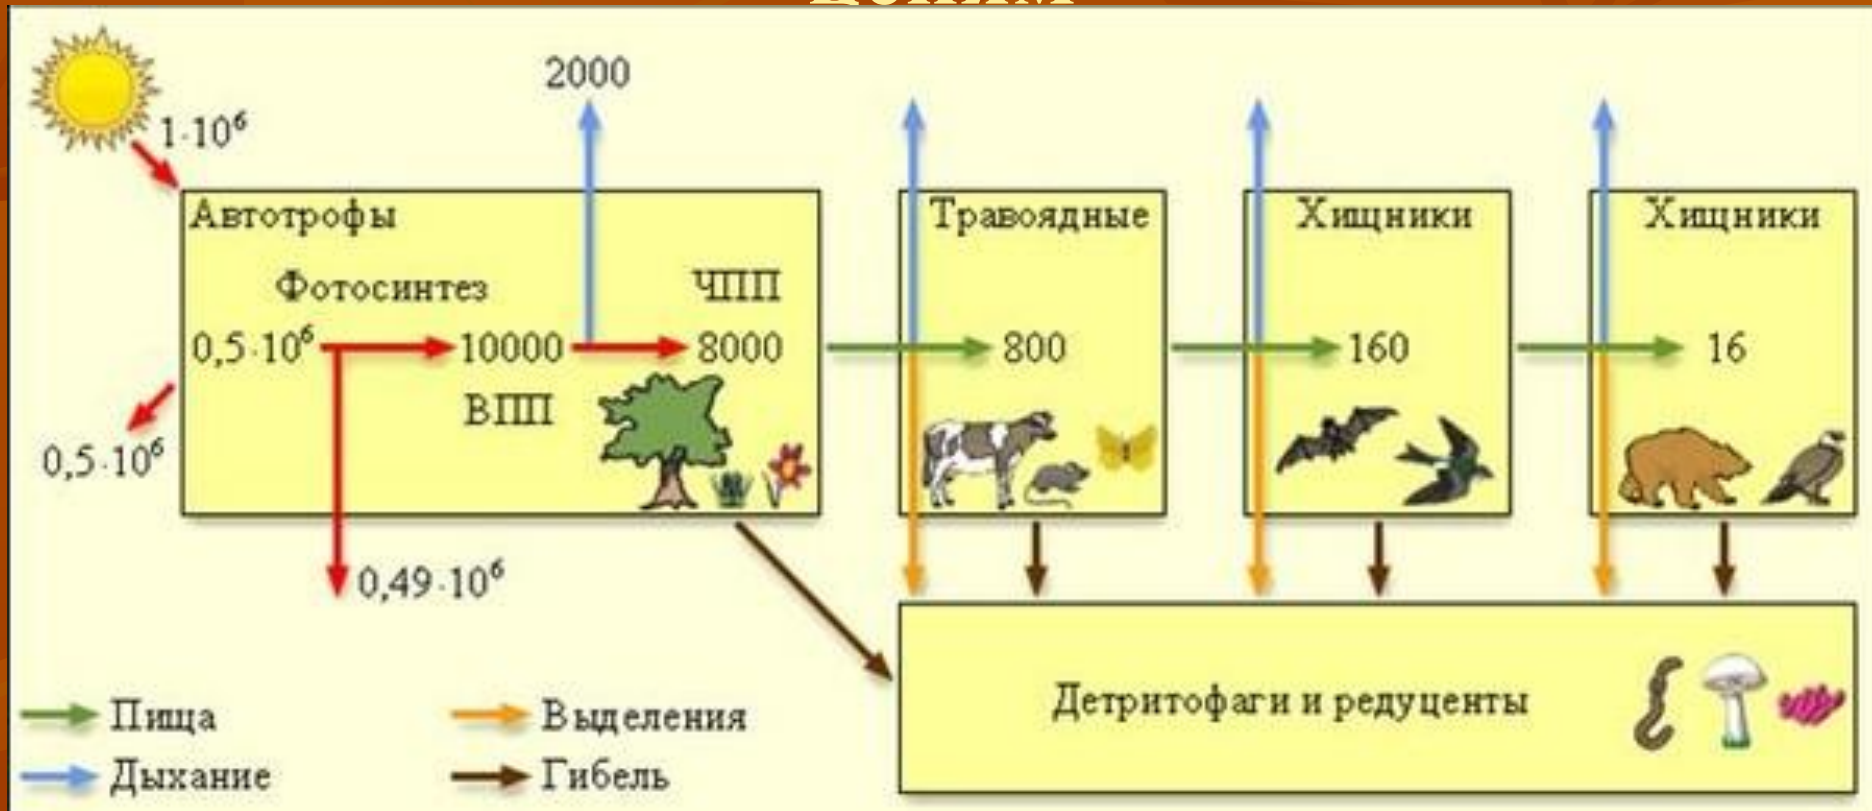 2000
1·10⁶
Автотрофы
Травоядные
Хищники
Хищники
Фотосинтез
ЧПП
0,5·10⁶
10000
8000
800
160
16
ВПП
0,5·10⁶
0,49·10⁶
Детритофаги и редуценты
Пища
Выделения
Дыхание
Гибель